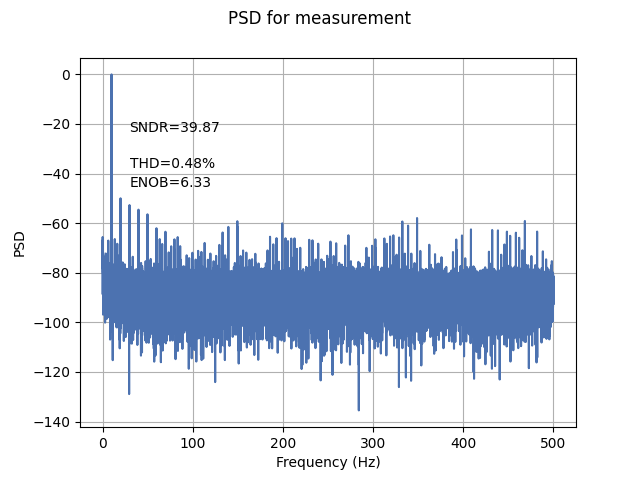 PSD for measurement
0
−20
−40
−60
−80
−100
−120
−140
PSD
SNDR=39.87
THD=0.48%
ENOB=6.33
0 100 200 300 400 500
Frequency (Hz)